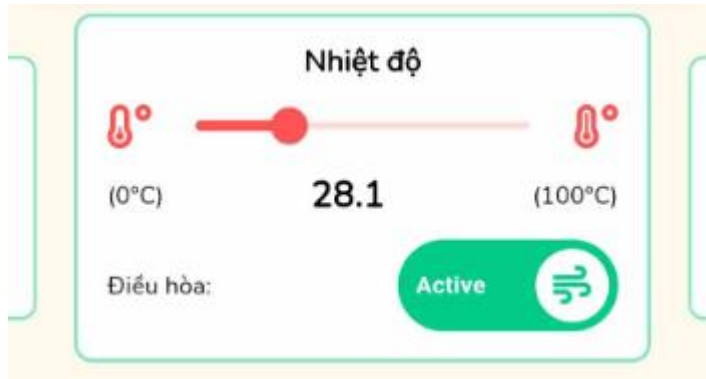 Nhiệt độ
(0°C) 28.1 (100°C)
Điều hòa: Active